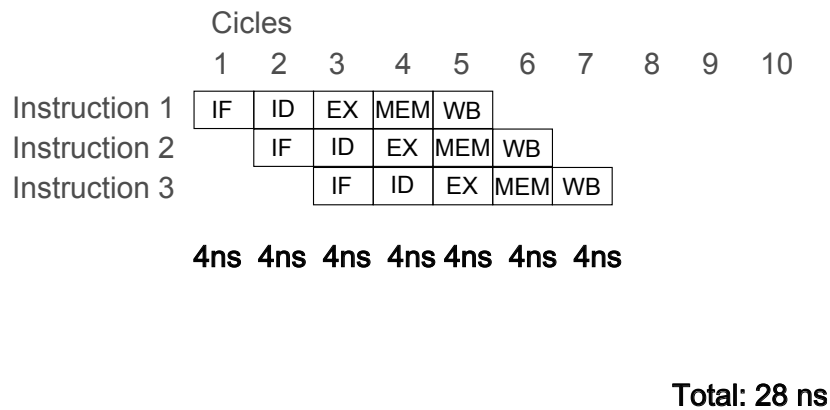 Cicles
1 2 3 4 5 6 7 8 9 10
Instruction 1 IF ID EX MEM WB
Instruction 2 IF ID EX MEM WB
Instruction 3 IF ID EX MEM WB
4ns 4ns 4ns 4ns 4ns 4ns 4ns
Total: 28 ns